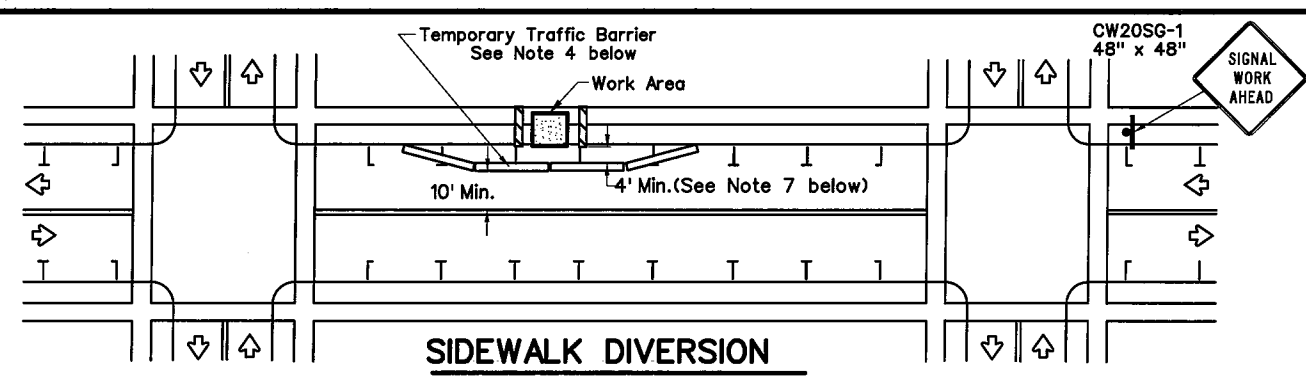 Temporary Traffic Barrier
See Note 4 below
Work Area
CW20SG-1
48" x 48"
SIGNAL
WORK
AHEAD
10' Min.
4' Min.(See Note 7 below)
SIDEWALK DIVERSION